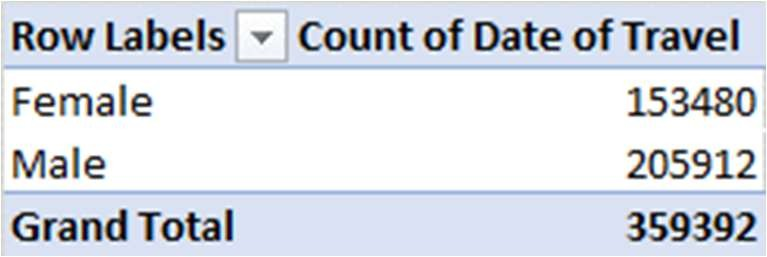 Row Labels Count of Date of Travel
Female 153480
Male 205912
Grand Total 359392